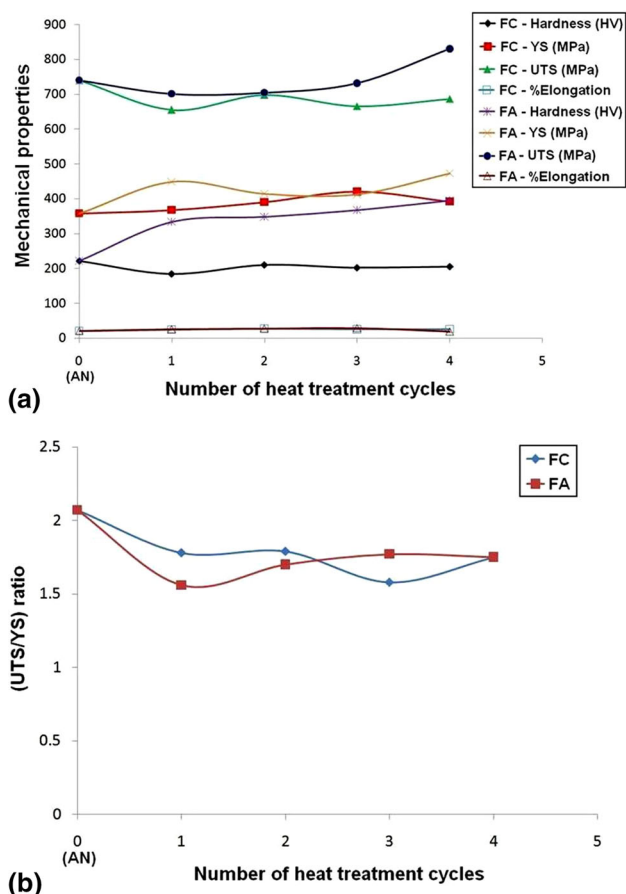 900
800
700
600
500
400
300
200
100
0
Mechanical properties
0 1 2 3 4 5
(AN)
Number of heat treatment cycles
FC - Hardness (HV)
FC - YS (MPa)
FC - UTS (MPa)
FC - %Elongation
FA - Hardness (HV)
FA - YS (MPa)
FA - UTS (MPa)
FA - %Elongation
(a)
2.5
2
1.5
1
0.5
0
(UTS/YS) ratio
0 1 2 3 4 5
(AN)
Number of heat treatment cycles
FC
FA
(b)